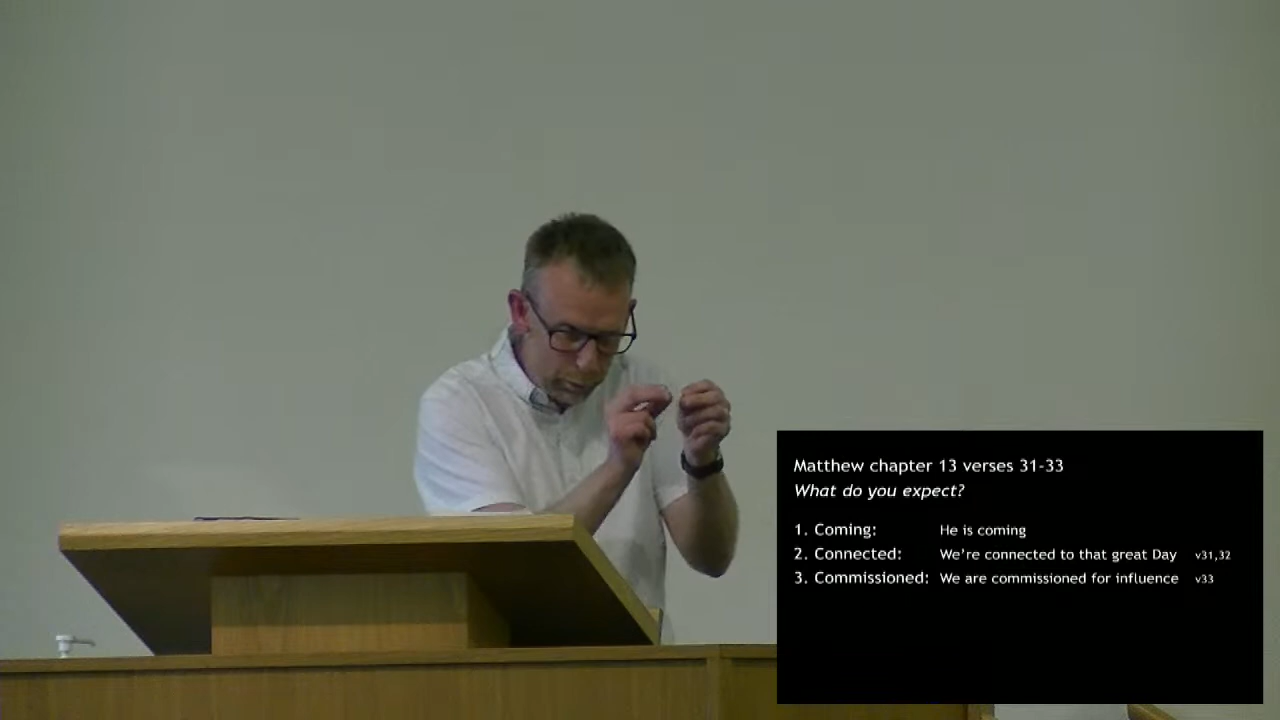 Matthew chapter 13 verses 31-33
What do you expect?
1. Coming: He is coming
2. Connected: We're connected to that great Day v31,32
3. Commissioned: We are commissioned for influence v33